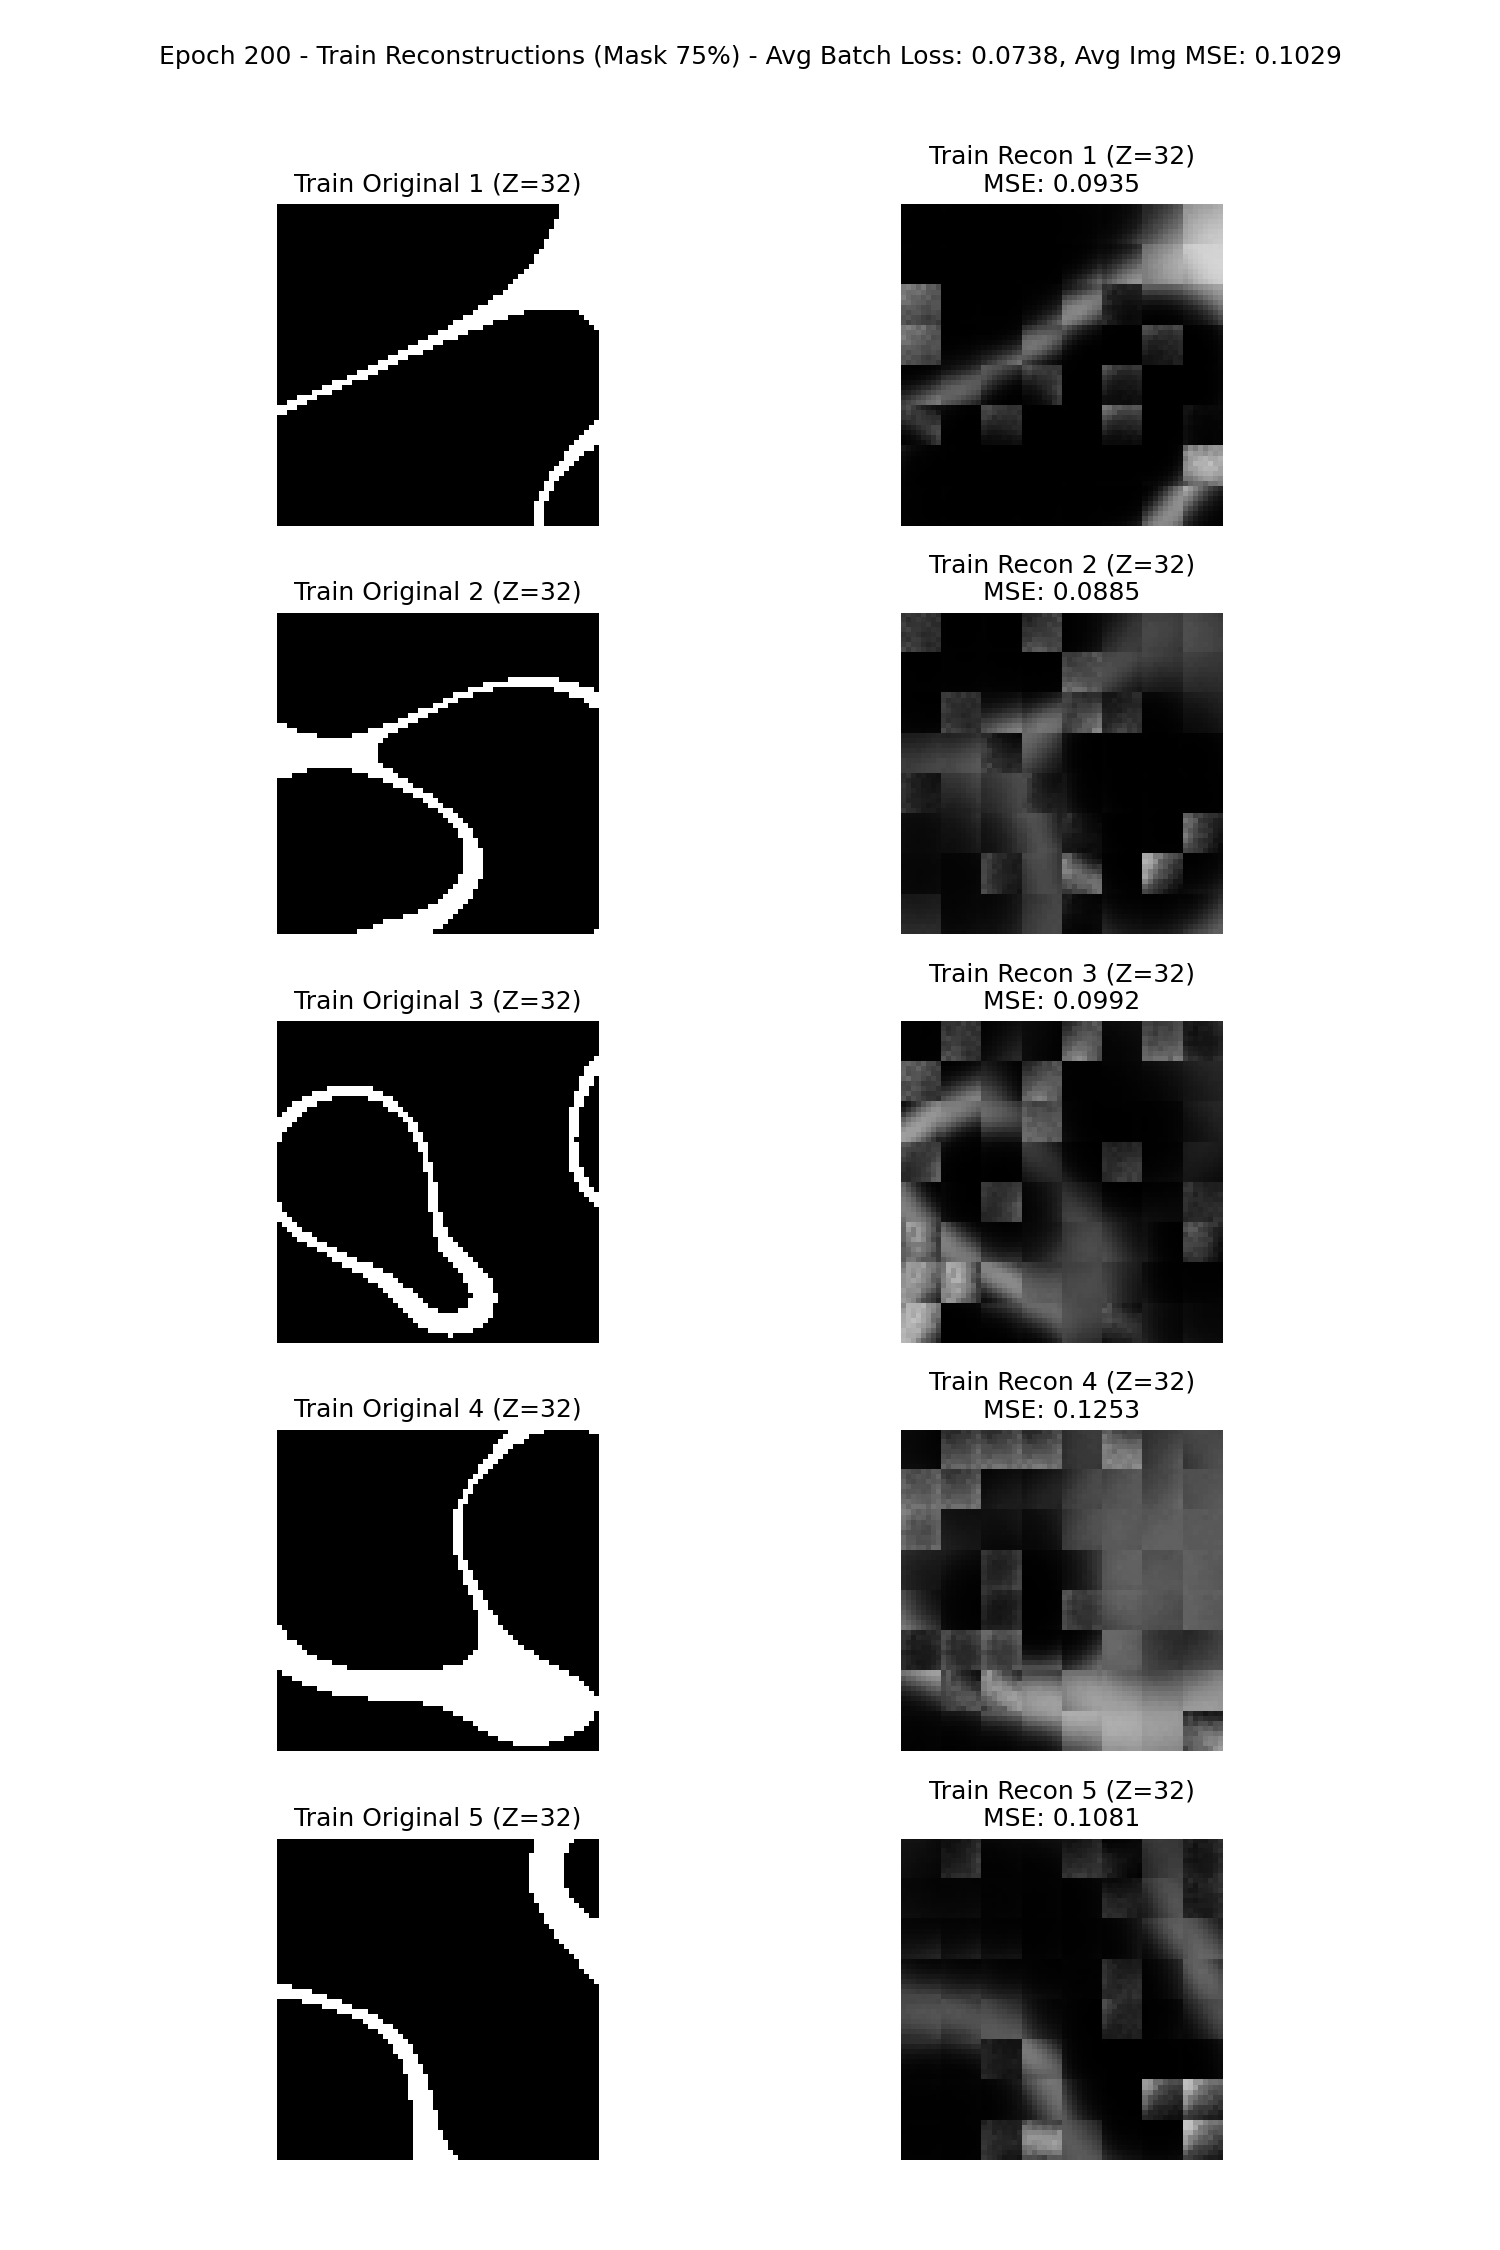 Epoch 200 - Train Reconstructions (Mask 75%) - Avg Batch Loss: 0.0738, Avg Img MSE: 0.1029
Train Original 1 (Z=32)
Train Recon 1 (Z=32)
MSE: 0.0935
Train Original 2 (Z=32)
Train Recon 2 (Z=32)
MSE: 0.0885
Train Original 3 (Z=32)
Train Recon 3 (Z=32)
MSE: 0.0992
Train Original 4 (Z=32)
Train Recon 4 (Z=32)
MSE: 0.1253
Train Original 5 (Z=32)
Train Recon 5 (Z=32)
MSE: 0.1081